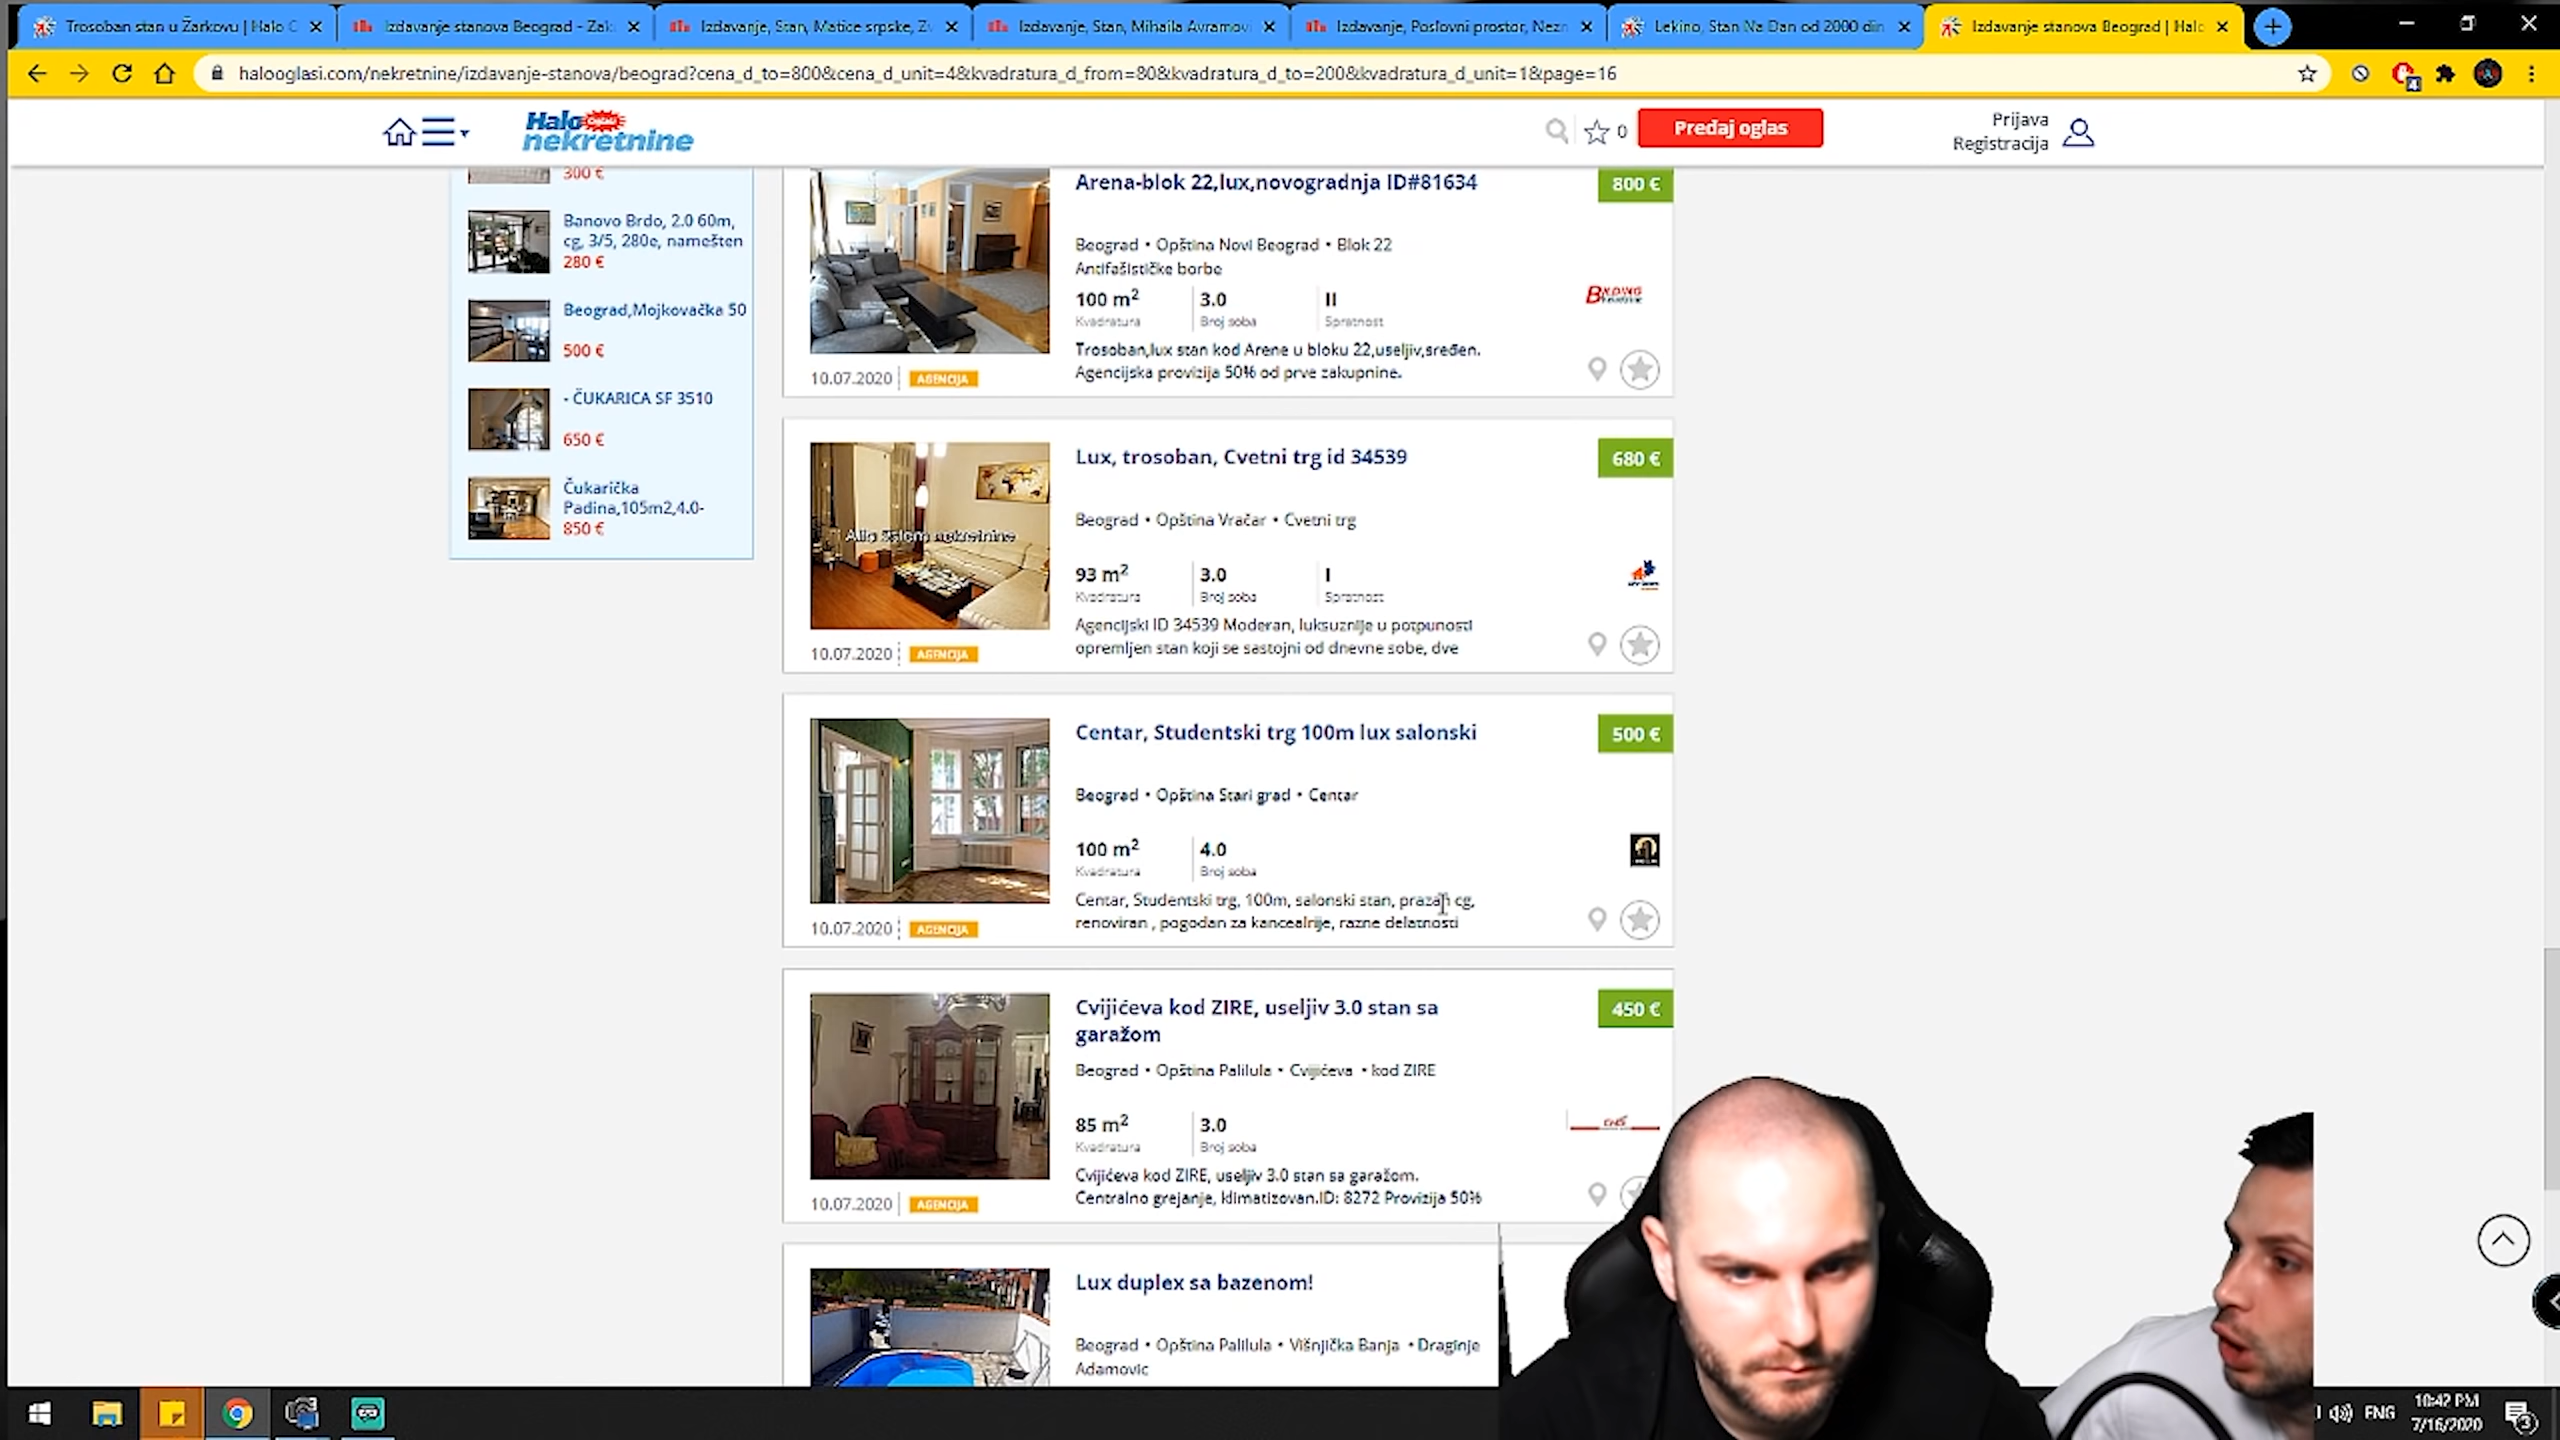 Trosoban stan u Žarkovu | Halo O
Izdavanje stanova Beograd - Zak
Izdavanje, Stan, Matice srpske, Zv
Izdavanje, Stan, Mihaila Avramov
Izdavanje, Poslovni prostor, Nezn
Lekino, Stan Na Dan od 2000 din
Izdavanje stanova Beograd | Halo
halooglasi.com/nekretnine/izdavanje-stanova/beograd?cena_d_to=800&cena_d_unit=4&kvadratura_d_from=80&kvadratura_d_to=200&kvadratura_d_unit=1&page=16
4
Halo
nekretnine
0
Predaj oglas
Prijava
Registracija
300 €
Banovo Brdo, 2.0 60m,
cg, 3/5, 280e, namešten
280 €
Beograd,Mojkovačka 50
500 €
- ČUKARICA SF 3510
650 €
Čukarička
Padina,105m2,4.0-
850 €
Arena-blok 22,lux,novogradnja ID#81634
800 €
Beograd • Opština Novi Beograd • Blok 22
Antifašističke borbe
100 m² 3.0 II
Kvadratura Broj soba Spratnost
Trosoban,lux stan kod Arene u bloku 22,useljiv,sređen.
Agencijska provizija 50% od prve zakupnine.
10.07.2020 AGENCIJA
Lux, trosoban, Cvetni trg id 34539
680 €
Beograd • Opština Vračar • Cvetni trg
nekretnine
93 m² 3.0 I
Kvadratura Broj soba Spratnost
Agencijski ID 34539 Moderan, luksuznije u potpunosti
opremljen stan koji se sastojni od dnevne sobe, dve
10.07.2020 AGENCIJA
Centar, Studentski trg 100m lux salonski
500 €
Beograd • Opština Stari grad • Centar
100 m² 4.0
Kvadratura Broj soba
Centar, Studentski trg, 100m, salonski stan, prazan cg,
renoviran , pogodan za kancealrije, razne delatnosti
10.07.2020 AGENCIJA
Cvijićeva kod ZIRE, useljiv 3.0 stan sa
garažom
450 €
Beograd • Opština Palilula • Cvijićeva • kod ZIRE
85 m² 3.0
Kvadratura Broj soba
Cvijićeva kod ZIRE, useljiv 3.0 stan sa garažom.
Centralno grejanje, klimatizovan.ID: 8272 Provizija 50%
10.07.2020 AGENCIJA
Lux duplex sa bazenom!
Beograd • Opština Palilula • Višnjička Banja • Draginje
Adamovic
ENG
10:42 PM
7/16/2020
3